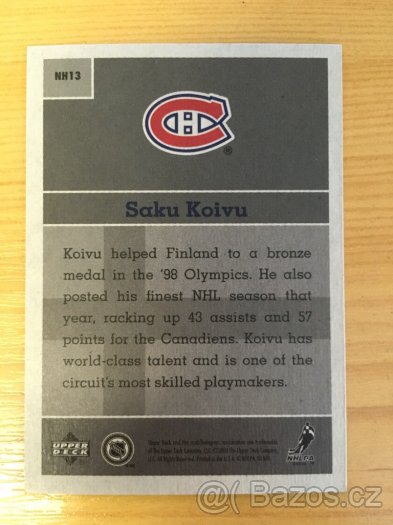 NH13
Saku Koivu
Koivu helped Finland to a bronze
medal in the '98 Olympics. He also
posted his finest NHL season that
year, racking up 43 assists and 57
points for the Canadiens. Koivu has
world-class talent and is one of the
circuit's most skilled playmakers.
UPPER
DECK
NHL
NHLPA
Bazos.cz